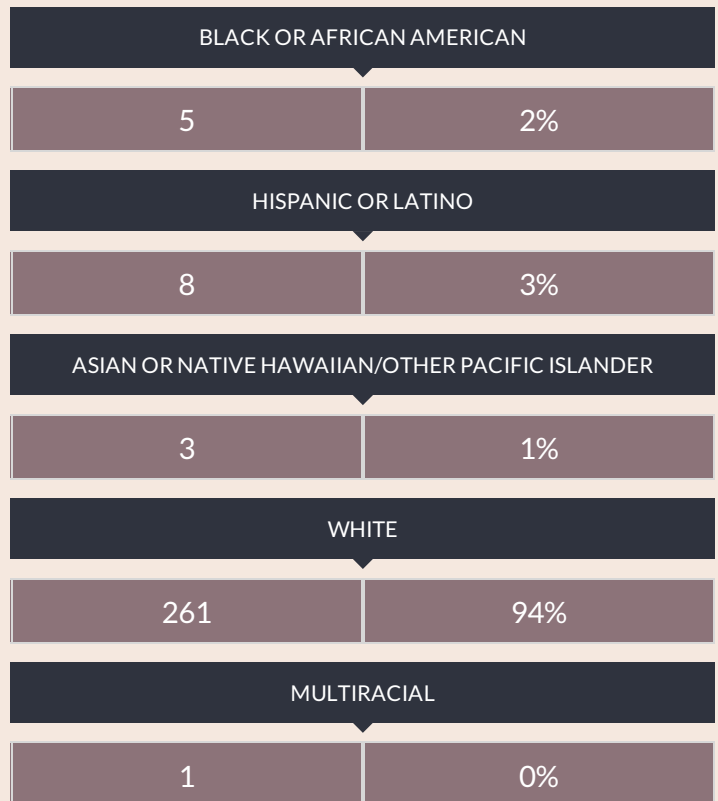 BLACK OR AFRICAN AMERICAN
5 2%
HISPANIC OR LATINO
8 3%
ASIAN OR NATIVE HAWAIIAN/OTHER PACIFIC ISLANDER
3 1%
WHITE
261 94%
MULTIRACIAL
1 0%